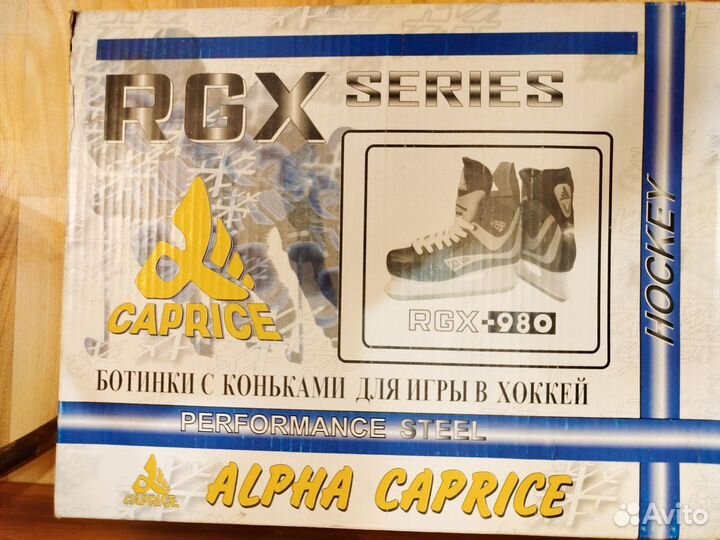 RGX SERIES
CAPRICE
RGX-980
HOCKEY
БОТИНКИ С КОНЬКАМИ ДЛЯ ИГРЫ В ХОККЕЙ
PERFORMANCE STEEL
CAPRICE
ALPHA CAPRICE
Avito